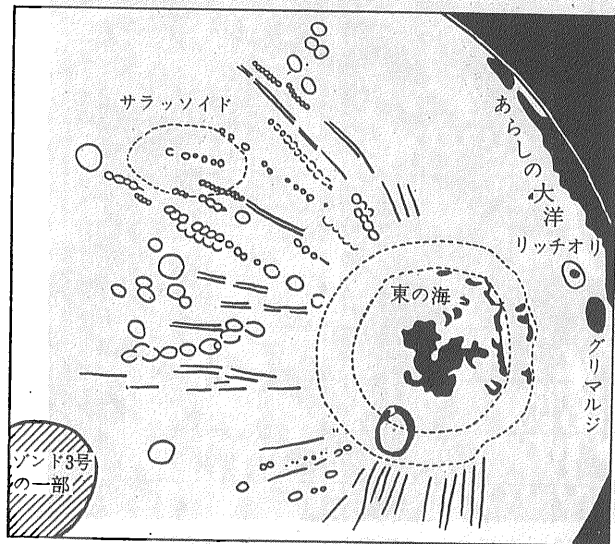 サラッソイド
あらしの大洋
リッチオリ
東の海
グリマルジ
ゾンド3号
の一部